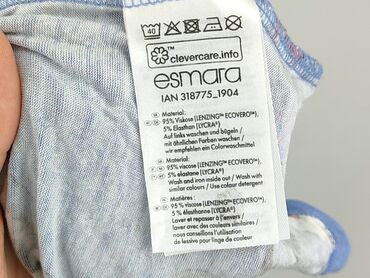 40
™ clevercare.info
esmara
IAN 318775_1904
Material:
95% Viskose (LENZING™ ECOVERO™),
5% Elasthan (LYCRA®)
Auf links waschen und bügeln /
mit ähnlichen Farben waschen /
wir empfehlen ein Colorwaschmittel
Material:
95% viscose (LENZING™ ECOVERO™),
5% elastane (LYCRA®)
Wash and iron inside out / Wash with
similar colours / Use colour detergent
Matières :
95 % viscose (LENZING™ ECOVERO™),
5 % élasthanne (LYCRA®)
Laver et repasser à l'envers /
laver avec des couleurs similaires /
nous conseillons une lessive
pour le linge de couleur